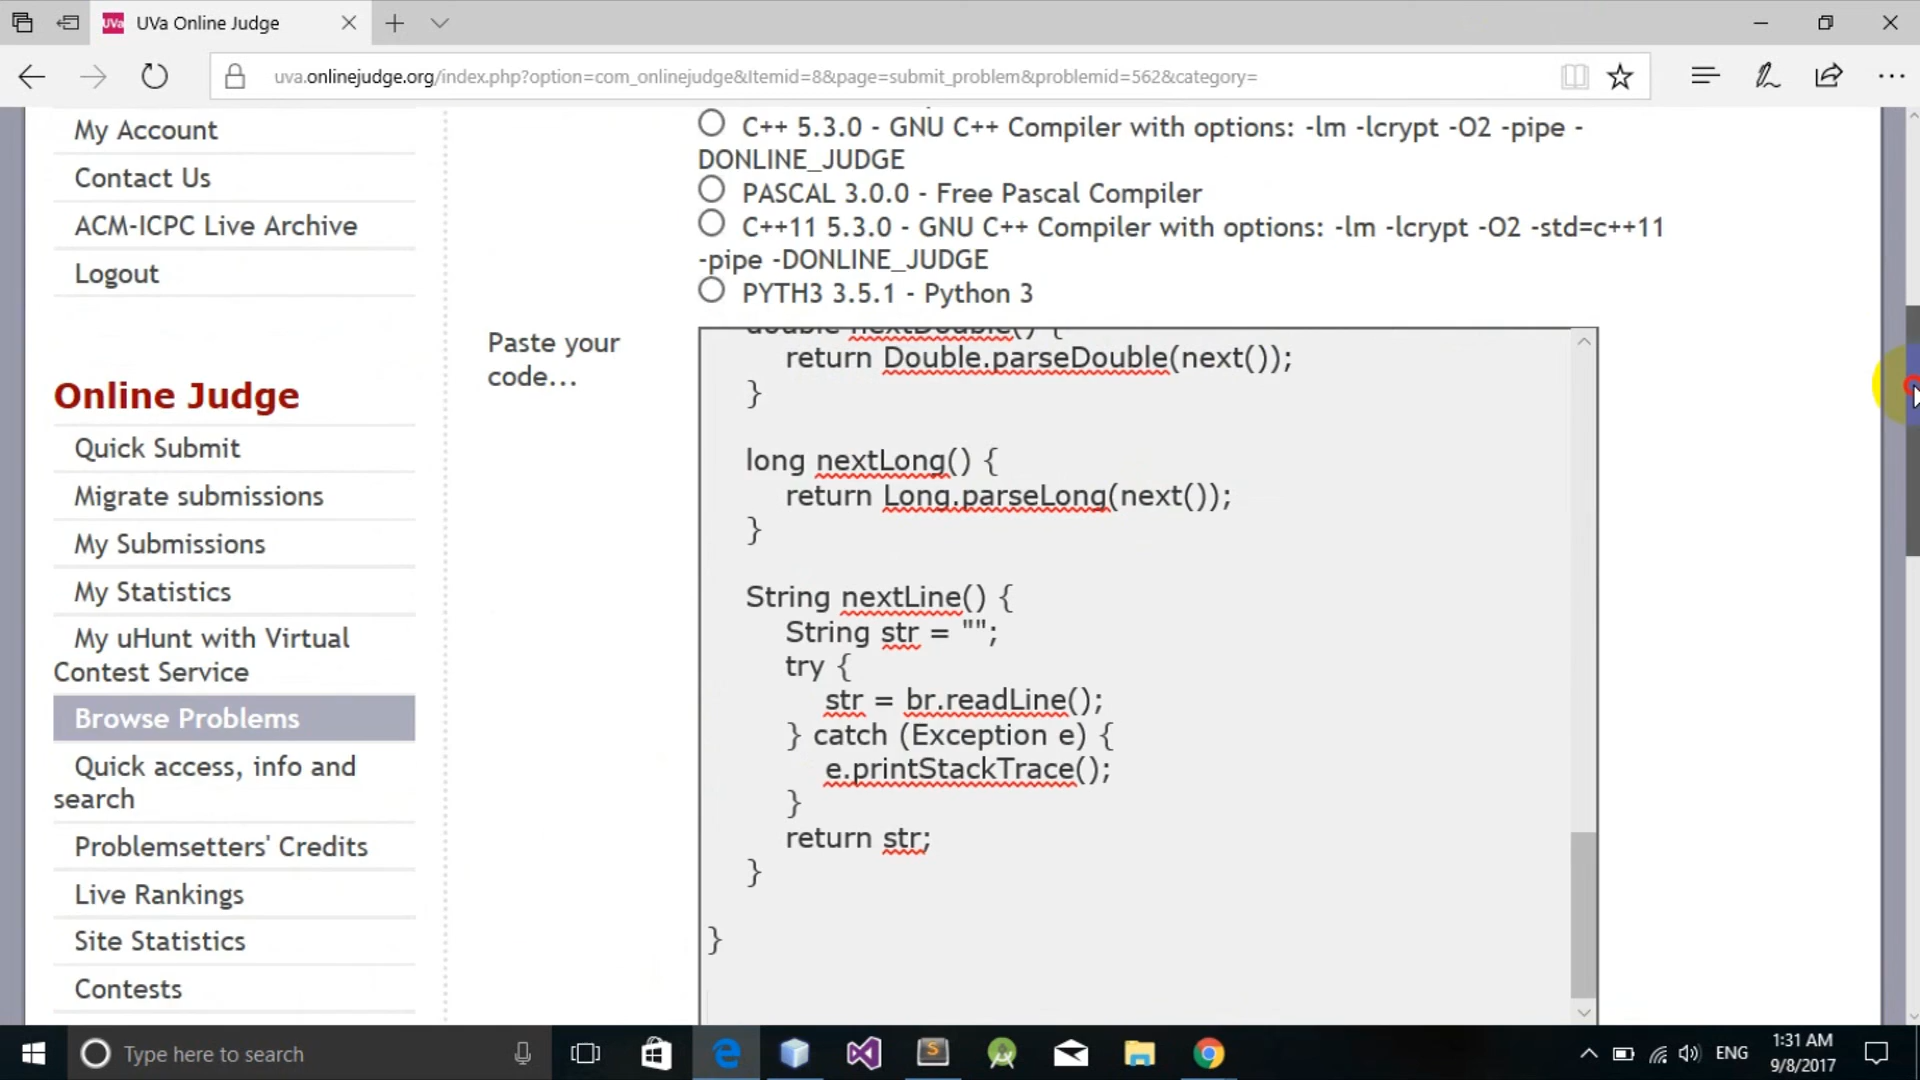 UVa Online Judge
uva.onlinejudge.org/index.php?option=com_onlinejudge&Itemid=8&page=submit_problem&problemid=562&category=
My Account
Contact Us
ACM-ICPC Live Archive
Logout
Online Judge
Quick Submit
Migrate submissions
My Submissions
My Statistics
My uHunt with Virtual
Contest Service
Browse Problems
Quick access, info and
search
Problemsetters' Credits
Live Rankings
Site Statistics
Contests
C++ 5.3.0 - GNU C++ Compiler with options: -lm -lcrypt -O2 -pipe -
DONLINE_JUDGE
PASCAL 3.0.0 - Free Pascal Compiler
C++11 5.3.0 - GNU C++ Compiler with options: -lm -lcrypt -O2 -std=c++11
-pipe -DONLINE_JUDGE
PYTH3 3.5.1 - Python 3
Paste your
code...
double nextDouble() {
return Double.parseDouble(next());
}
long nextLong() {
return Long.parseLong(next());
}
String nextLine() {
String str = "";
try {
str = br.readLine();
} catch (Exception e) {
e.printStackTrace();
}
return str;
}
}
Type here to search
ENG
1:31 AM
9/8/2017